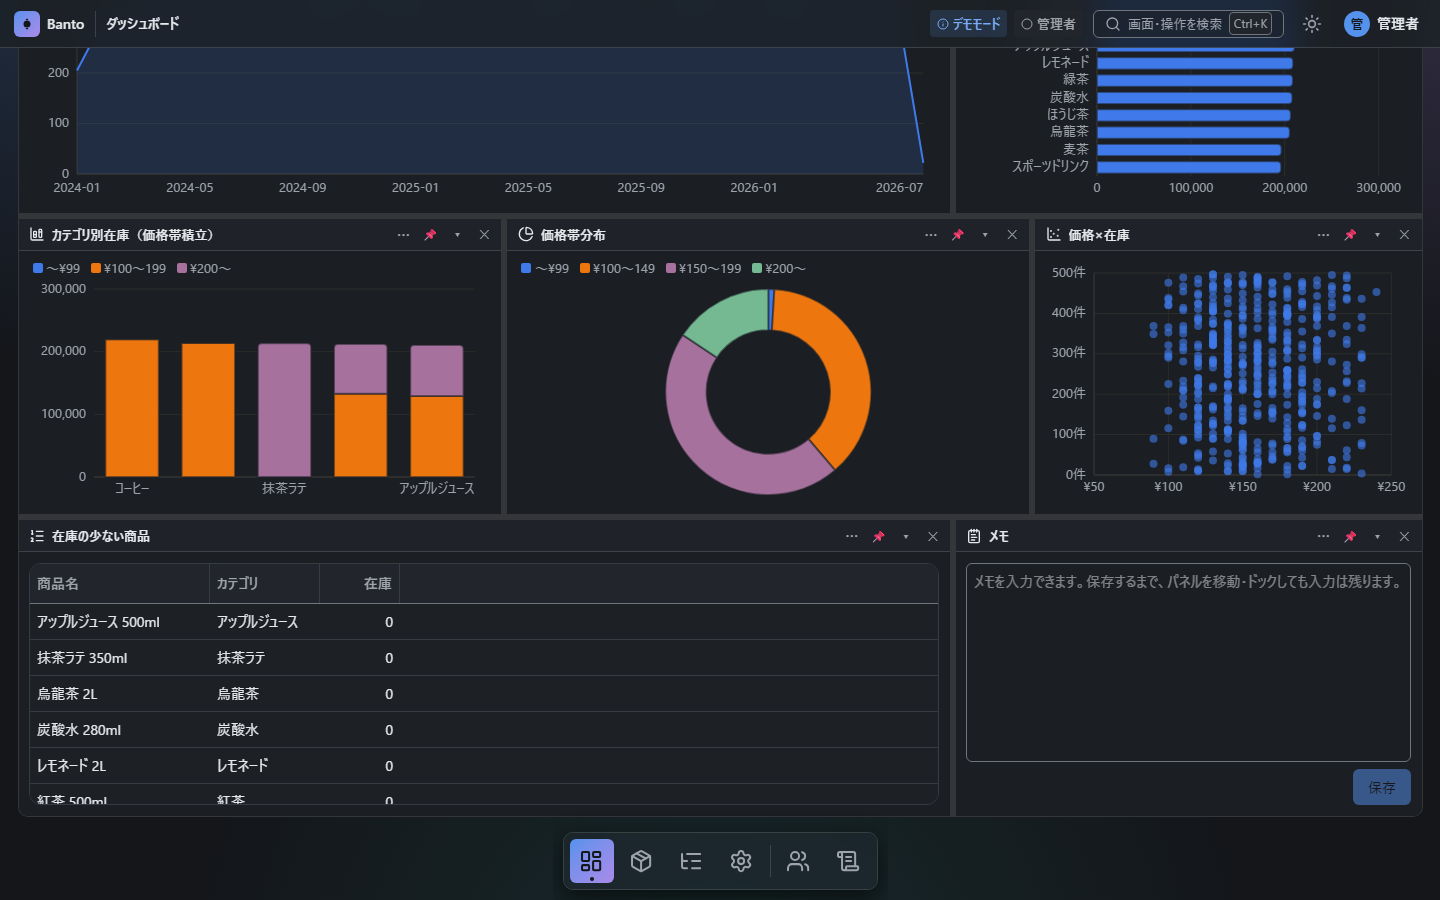 Banto
ダッシュボード
デモモード
管理者
画面・操作を検索
Ctrl+K
管
管理者
200
100
0
2024-01
2024-05
2024-09
2025-01
2025-05
2025-09
2026-01
2026-07
アップルジュース
レモネード
緑茶
炭酸水
ほうじ茶
烏龍茶
麦茶
スポーツドリンク
0
100,000
200,000
300,000
カテゴリ別在庫（価格帯積立）
〜¥99
¥100〜199
¥200〜
300,000
200,000
100,000
0
コーヒー
抹茶ラテ
アップルジュース
価格帯分布
〜¥99
¥100〜149
¥150〜199
¥200〜
価格×在庫
500件
400件
300件
200件
100件
0件
¥50
¥100
¥150
¥200
¥250
在庫の少ない商品
商品名 カテゴリ 在庫
アップルジュース 500ml アップルジュース 0
抹茶ラテ 350ml 抹茶ラテ 0
烏龍茶 2L 烏龍茶 0
炭酸水 280ml 炭酸水 0
レモネード 2L レモネード 0
紅茶 500ml 紅茶 0
メモ
メモを入力できます。保存するまで、パネルを移動・ドックしても入力は残ります。
保存